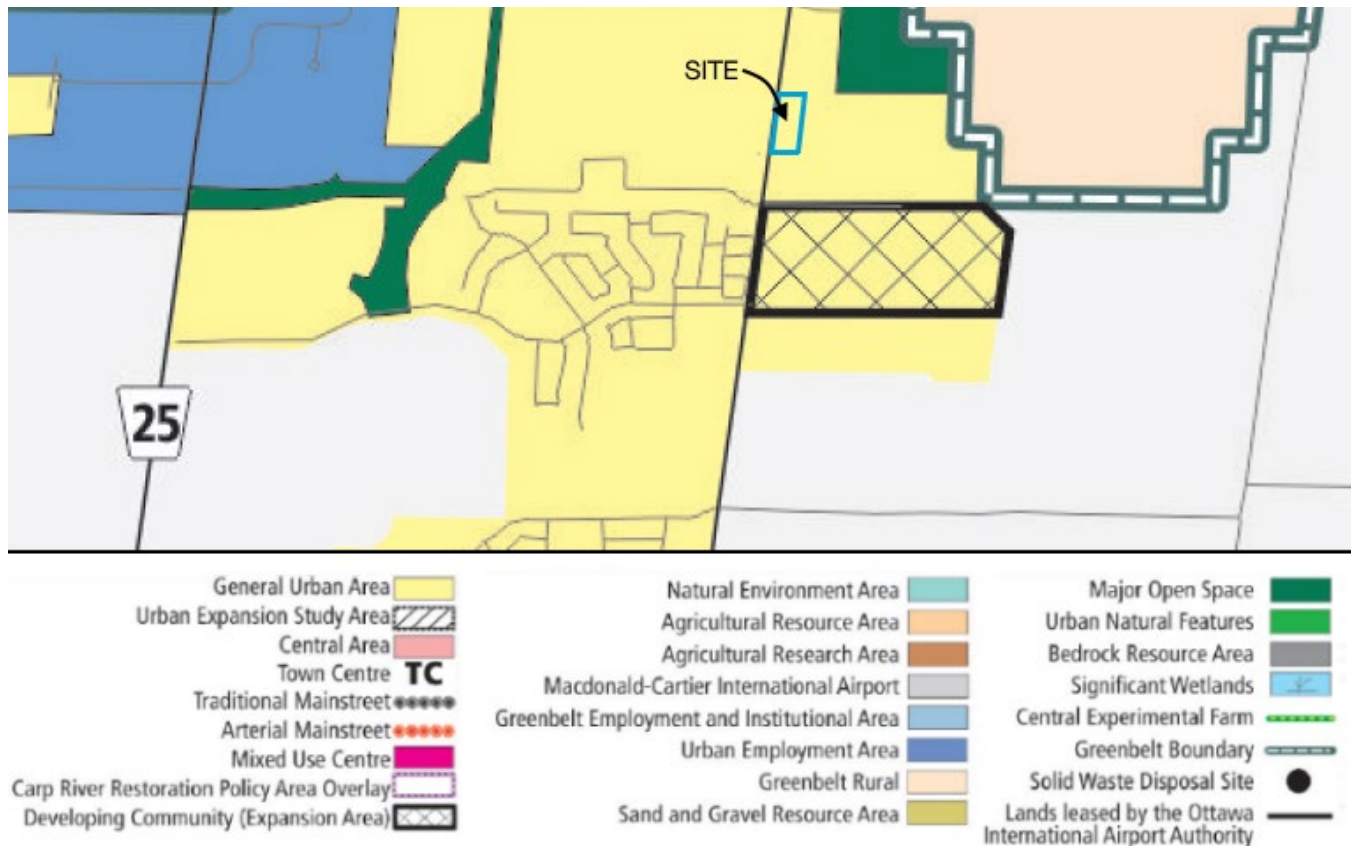 SITE
25
General Urban Area
Urban Expansion Study Area
Central Area
Town Centre TC
Traditional Mainstreet
Arterial Mainstreet
Mixed Use Centre
Carp River Restoration Policy Area Overlay
Developing Community (Expansion Area)
Natural Environment Area
Agricultural Resource Area
Agricultural Research Area
Macdonald-Cartier International Airport
Greenbelt Employment and Institutional Area
Urban Employment Area
Greenbelt Rural
Sand and Gravel Resource Area
Major Open Space
Urban Natural Features
Bedrock Resource Area
Significant Wetlands
Central Experimental Farm
Greenbelt Boundary
Solid Waste Disposal Site
Lands leased by the Ottawa
International Airport Authority